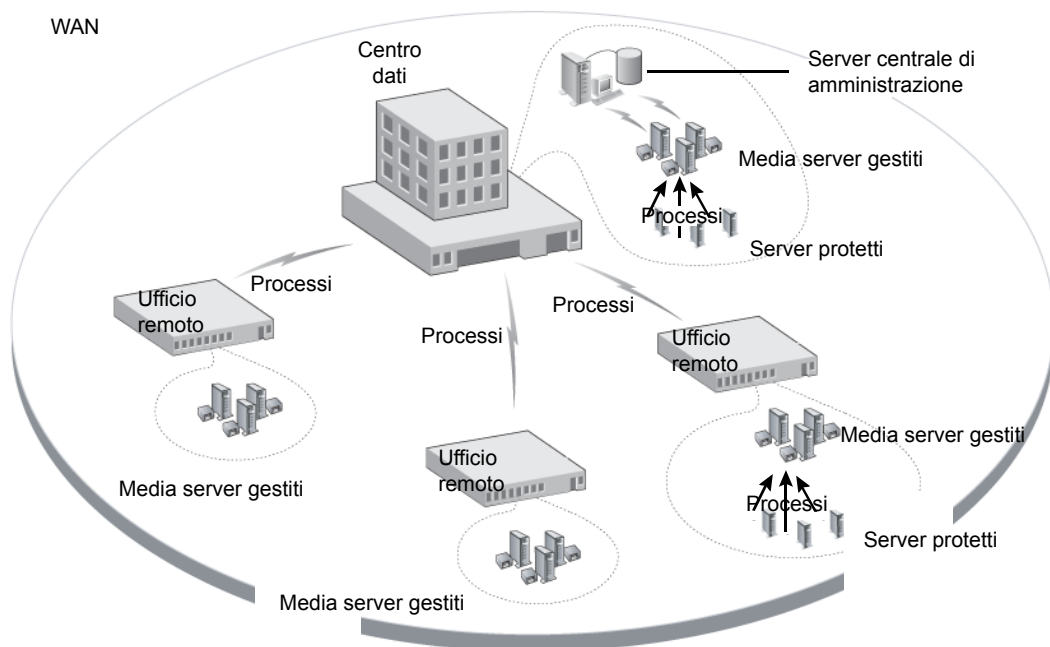 WAN
Centro
dati
Server centrale di
amministrazione
Media server gestiti
Processi
Server protetti
Processi
Ufficio
remoto
Processi
Processi
Ufficio
remoto
Media server gestiti
Ufficio
remoto
Media server gestiti
Processi
Server protetti
Media server gestiti